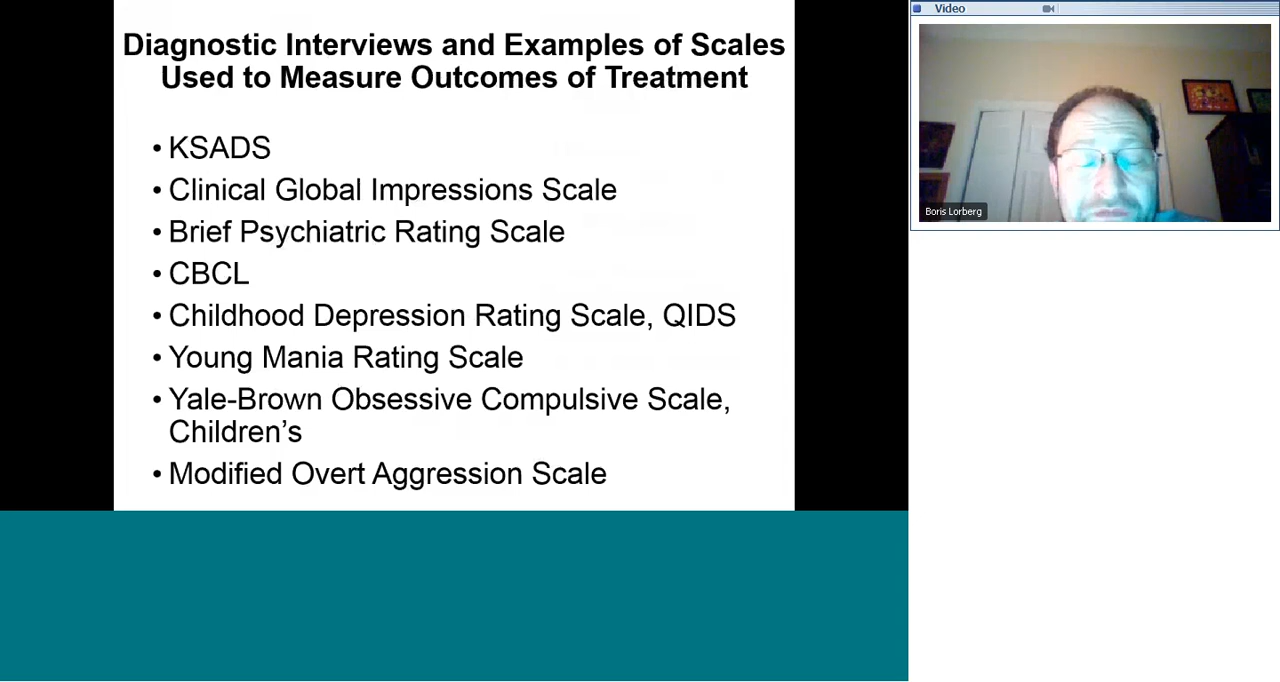 Diagnostic Interviews and Examples of Scales
Used to Measure Outcomes of Treatment
• KSADS
• Clinical Global Impressions Scale
• Brief Psychiatric Rating Scale
• CBCL
• Childhood Depression Rating Scale, QIDS
• Young Mania Rating Scale
• Yale-Brown Obsessive Compulsive Scale,
Children’s
• Modified Overt Aggression Scale
Video
Boris Lorberg